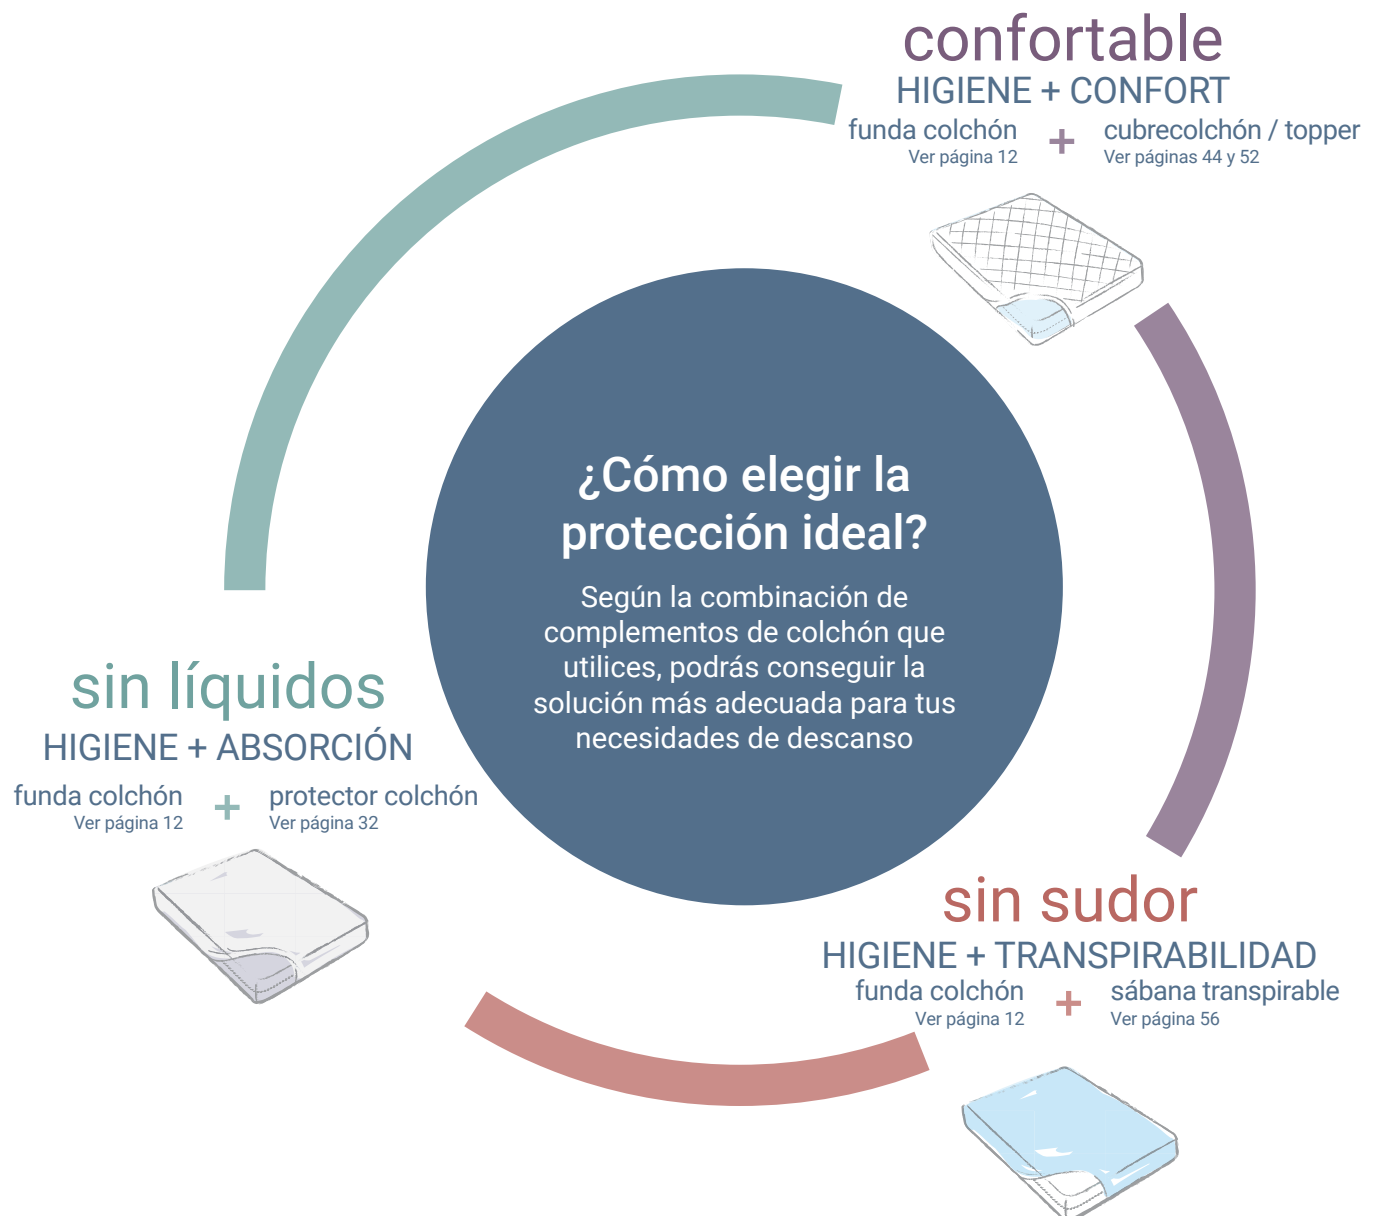 confortable
HIGIENE + CONFORT
funda colchón + cubrecolchón / topper
Ver página 12 Ver páginas 44 y 52
¿Cómo elegir la
protección ideal?
Según la combinación de
complementos de colchón que
utilices, podrás conseguir la
solución más adecuada para tus
necesidades de descanso
sin líquidos
HIGIENE + ABSORCIÓN
funda colchón + protector colchón
Ver página 12 Ver página 32
sin sudor
HIGIENE + TRANSPIRABILIDAD
funda colchón + sábana transpirable
Ver página 12 Ver página 56